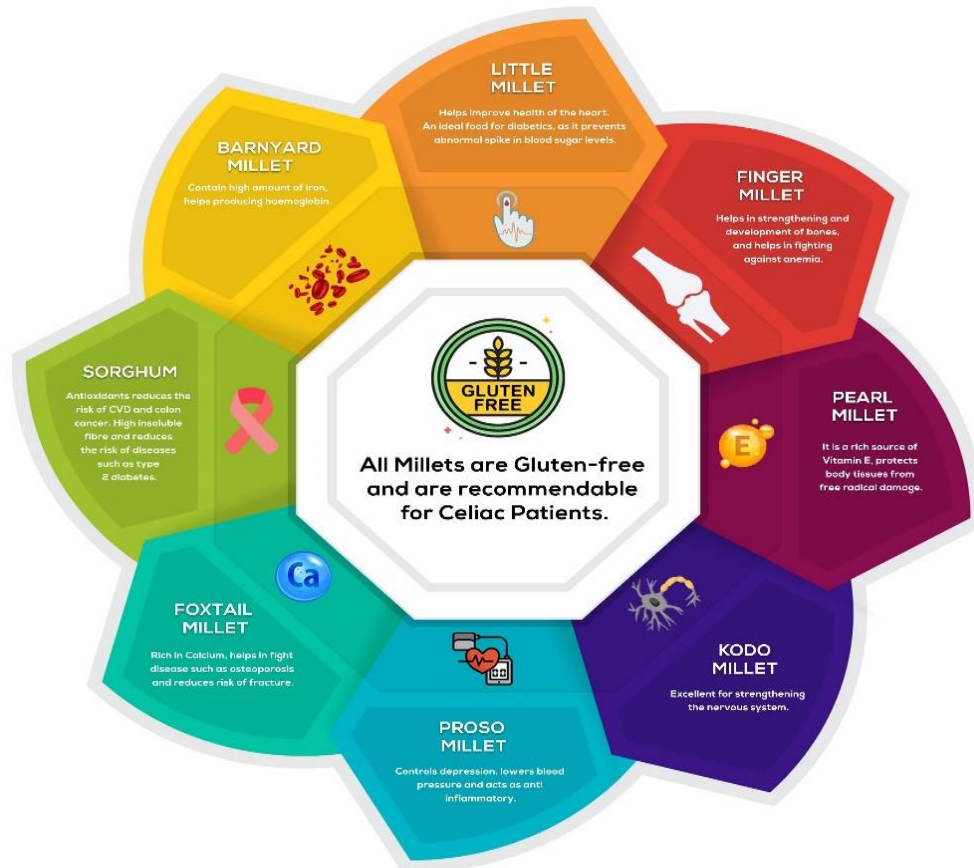 LITTLE
MILLET
Helps improve health of the heart.
An ideal food for diabetics, as it prevents
abnormal spike in blood sugar levels.
FINGER
MILLET
Helps in strengthening and
development of bones,
and helps in fighting
against anemia.
PEARL
MILLET
It is a rich source of
Vitamin E, protects
body tissues from
free radical damage.
E
KODO
MILLET
Excellent for strengthening
the nervous system.
PROSO
MILLET
Controls depression, lowers blood
pressure and acts as anti
inflammatory.
FOXTAIL
MILLET
Rich in Calcium, helps in fight
disease such as osteoporosis
and reduces risk of fracture.
Ca
SORGHUM
Antioxidants reduces the
risk of CVD and colon
cancer. High insoluble
fibre and reduces
the risk of diseases
such as type
2 diabetes.
BARNYARD
MILLET
Contain high amount of iron,
helps producing haemoglobin.
GLUTEN
FREE
All Millets are Gluten-free
and are recommendable
for Celiac Patients.